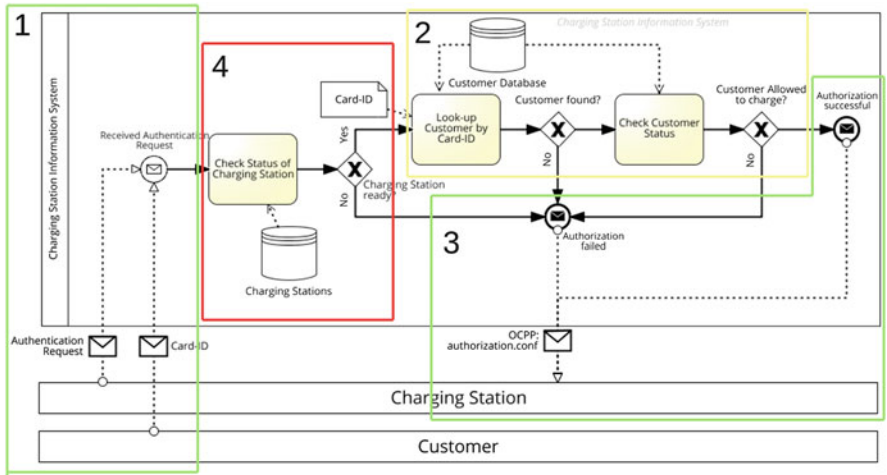 1
Charging Station Information System
Charging Station Information System
2
4
Customer Database
Card-ID
Customer found?
Customer Allowed
to charge?
Authorization
successful
Received Authentication
Request
Check Status of
Charging Station
Yes
Look-up
Customer by
Card-ID
Check Customer
Status
No
No
No
Charging Station
ready
3
Authorization
failed
Charging Stations
Authentication
Request
Card-ID
OCPP:
authorization.conf
Charging Station
Customer